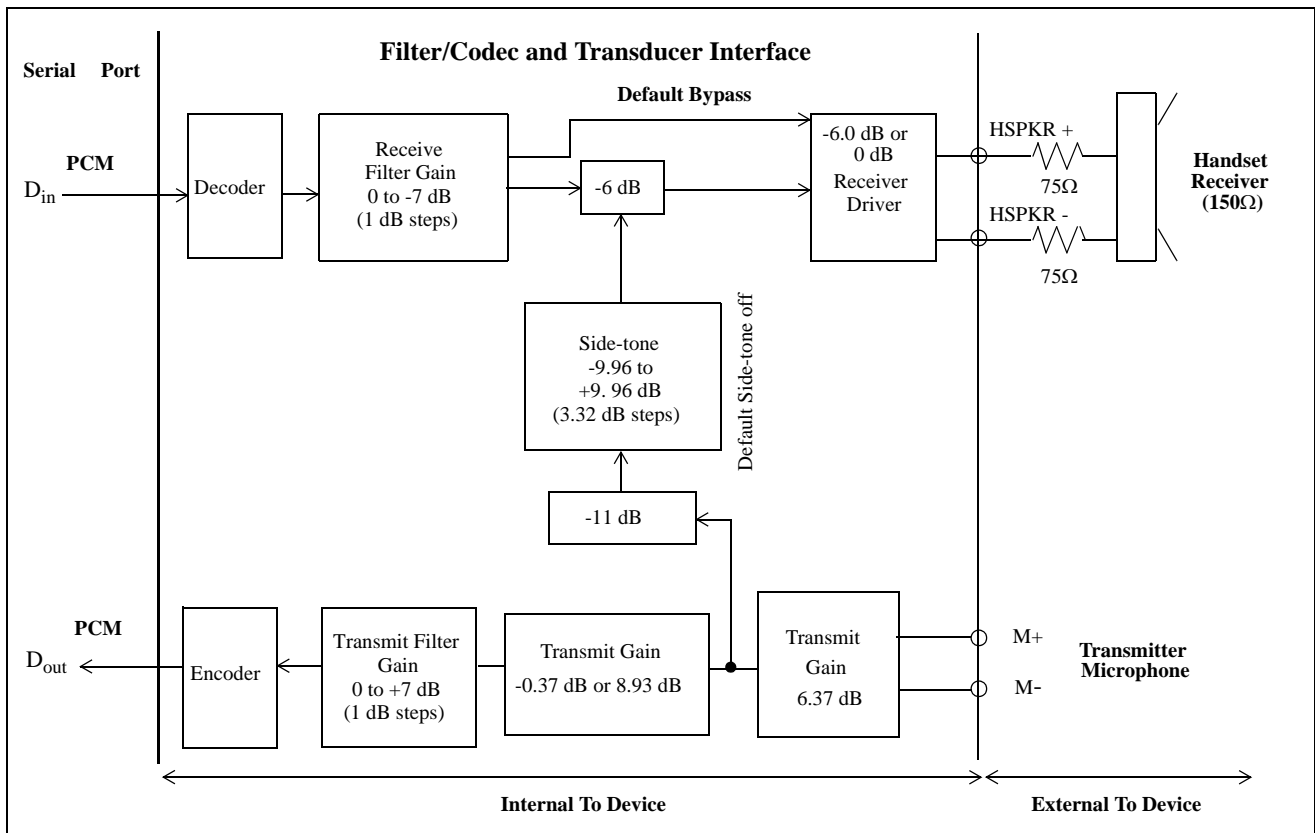 Filter/Codec and Transducer Interface
Serial Port
Default Bypass
PCM
D_in
Decoder
Receive
Filter Gain
0 to -7 dB
(1 dB steps)
-6 dB
-6.0 dB or
0 dB
Receiver
Driver
HSPKR +
75Ω
HSPKR -
75Ω
Handset
Receiver
(150Ω)
Side-tone
-9.96 to
+9. 96 dB
(3.32 dB steps)
Default Side-tone off
-11 dB
PCM
D_out
Encoder
Transmit Filter
Gain
0 to +7 dB
(1 dB steps)
Transmit Gain
-0.37 dB or 8.93 dB
Transmit
Gain
6.37 dB
M+
M-
Transmitter
Microphone
Internal To Device
External To Device